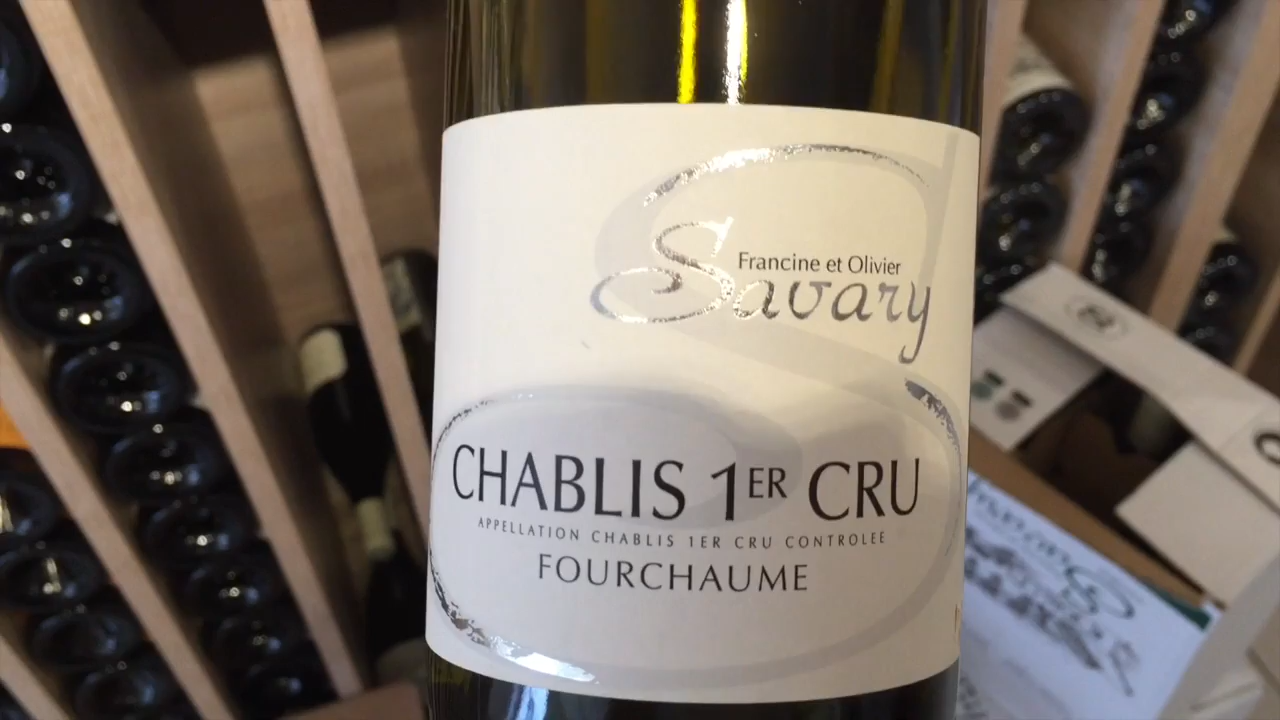 Francine et Olivier
Savary
CHABLIS 1ER CRU
APPELLATION CHABLIS 1ER CRU CONTROLEE
FOURCHAUME